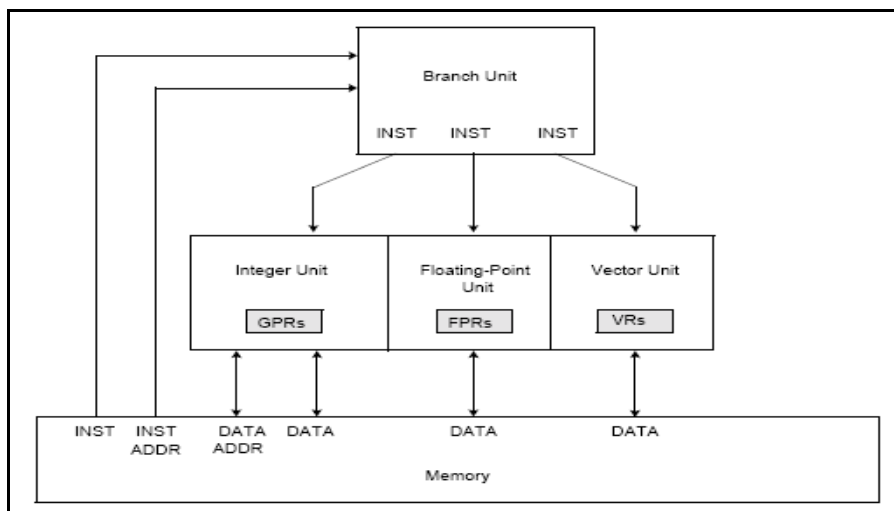 Branch Unit
INST INST INST
Integer Unit
Floating-Point
Unit
Vector Unit
GPRs
FPRs
VRs
INST
INST
ADDR
DATA
ADDR
DATA
DATA
DATA
Memory